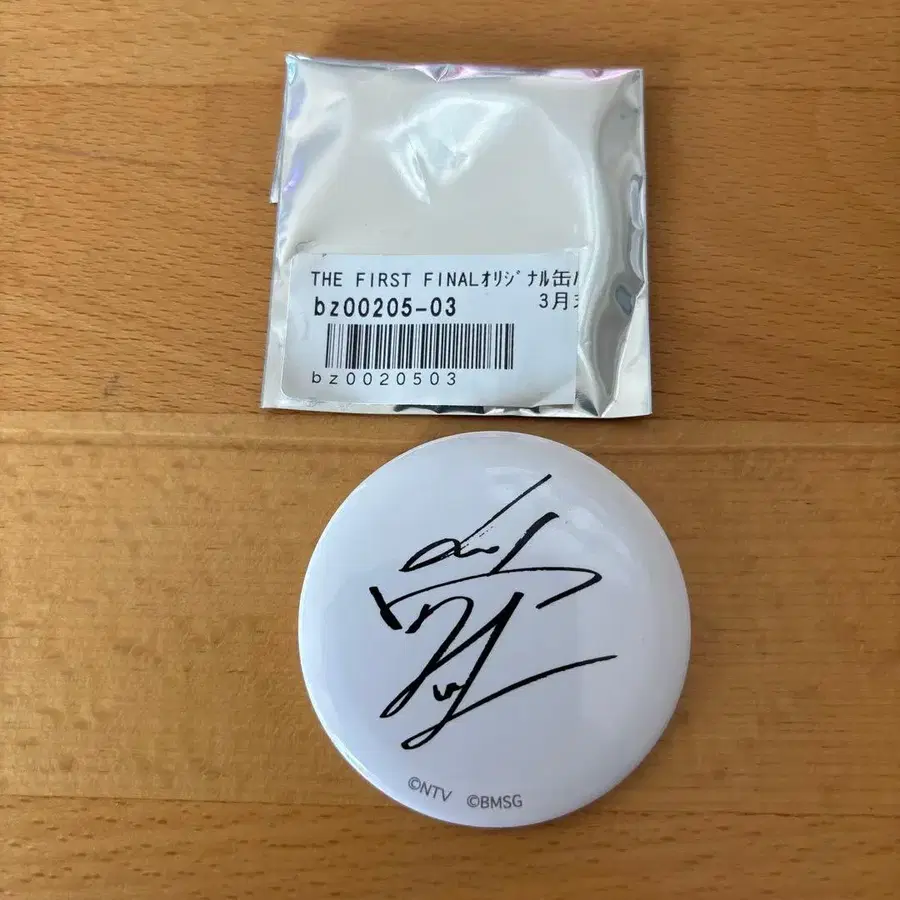 THE FIRST FINALｵﾘｼﾞﾅﾙ缶
bz00205-03
3月
bz0020503
©NTV ©BMSG